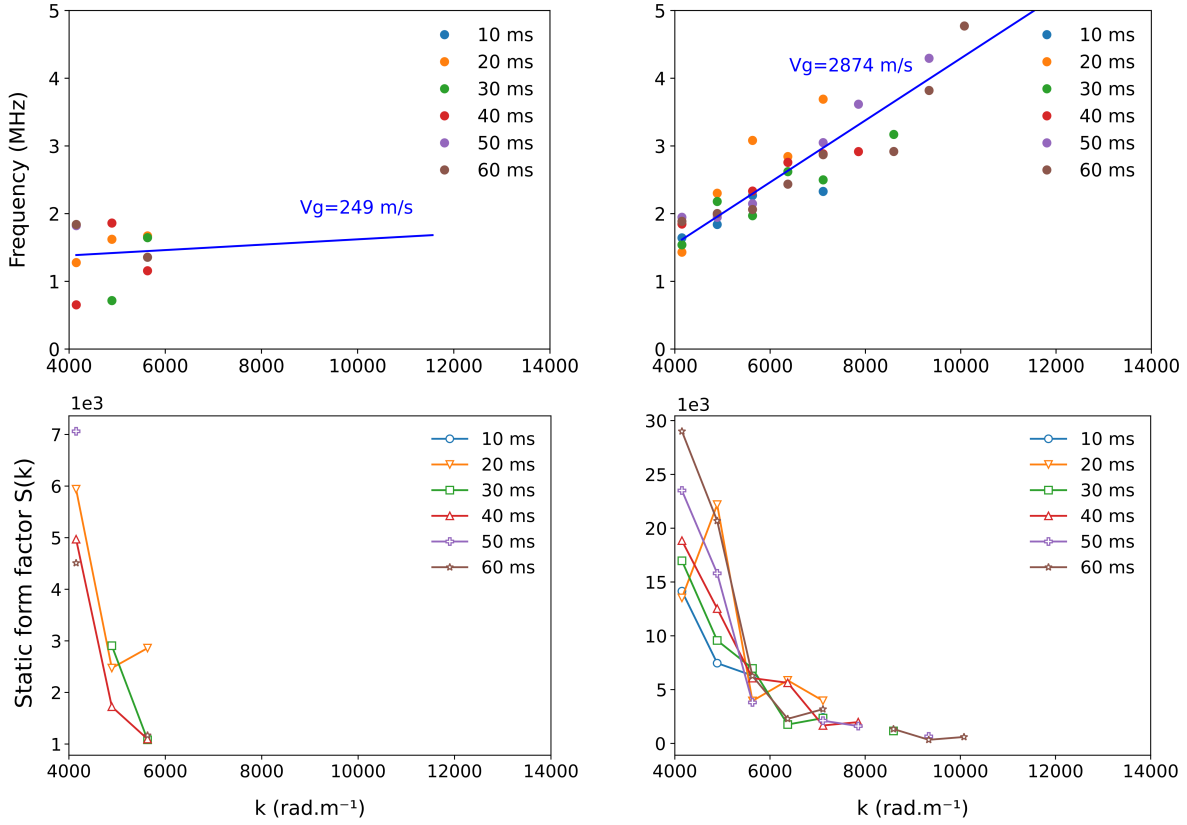 5
4
3
2
1
0
Frequency (MHz)
10 ms
20 ms
30 ms
40 ms
50 ms
60 ms
Vg=249 m/s
4000
6000
8000
10000
12000
14000
5
4
3
2
1
0
10 ms
20 ms
30 ms
40 ms
50 ms
60 ms
Vg=2874 m/s
4000
6000
8000
10000
12000
14000
1e3
7
6
5
4
3
2
1
Static form factor S(k)
10 ms
20 ms
30 ms
40 ms
50 ms
60 ms
4000
6000
8000
10000
12000
14000
k (rad.m⁻¹)
1e3
30
25
20
15
10
5
0
10 ms
20 ms
30 ms
40 ms
50 ms
60 ms
4000
6000
8000
10000
12000
14000
k (rad.m⁻¹)